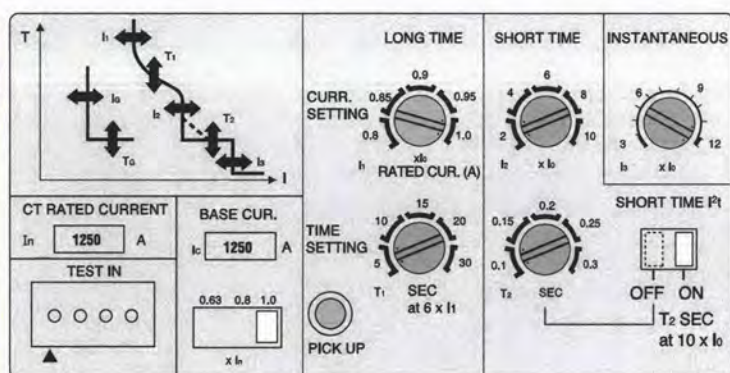 T
I1
T1
IG
I2
T2
TG
I3
I
LONG TIME
SHORT TIME
INSTANTANEOUS
CURR.
SETTING
0.8
0.85
0.9
0.95
1.0
I1
xI0
RATED CUR. (A)
2
4
6
8
10
I2
x I0
3
6
9
12
I3
x I0
CT RATED CURRENT
In
1250
A
BASE CUR.
Ic
1250
A
TEST IN
0.63 0.8 1.0
x In
TIME
SETTING
5
10
15
20
30
T1
SEC
at 6 x I1
PICK UP
0.1
0.15
0.2
0.25
0.3
T2
SEC
SHORT TIME I²t
OFF ON
T2 SEC
at 10 x I0